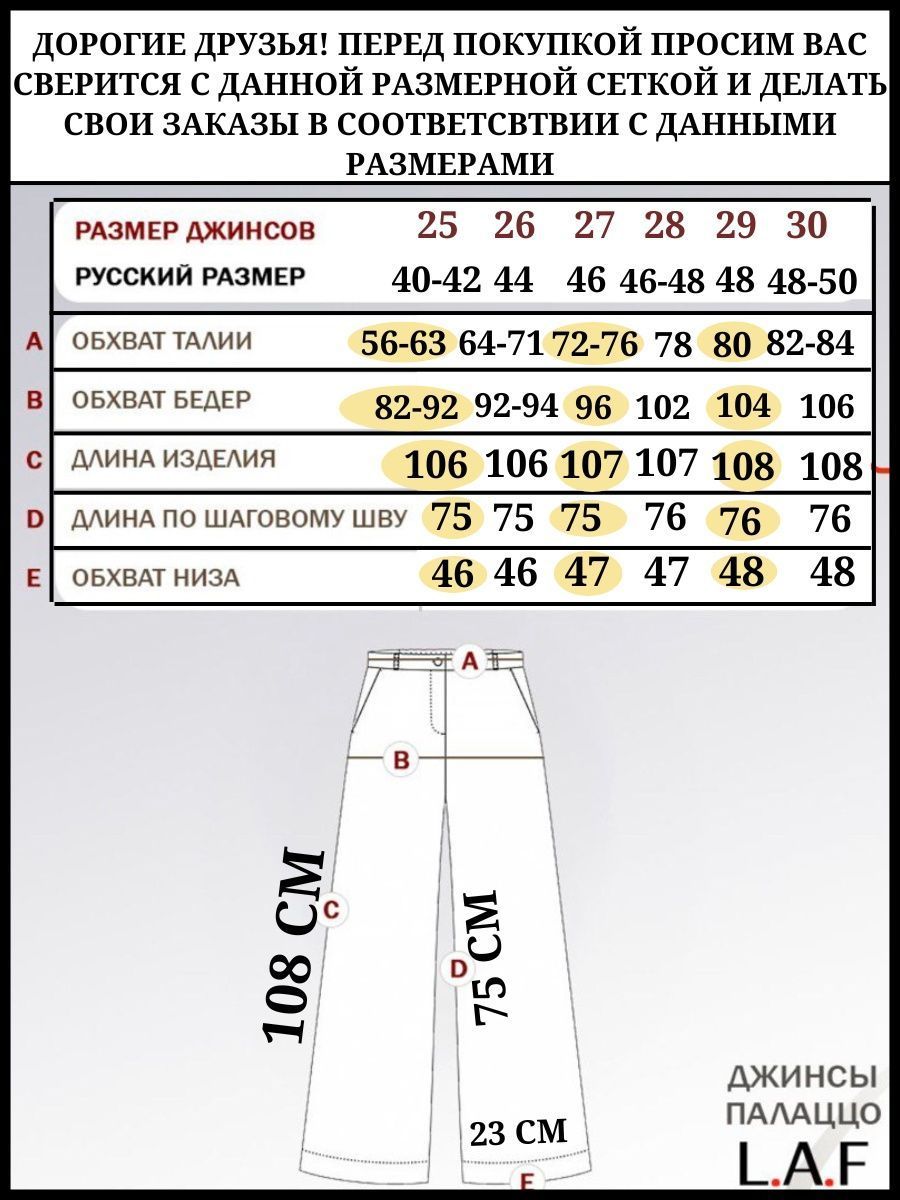 ДОРОГИЕ ДРУЗЬЯ! ПЕРЕД ПОКУПКОЙ ПРОСИМ ВАС
СВЕРИТСЯ С ДАННОЙ РАЗМЕРНОЙ СЕТКОЙ И ДЕЛАТЬ
СВОИ ЗАКАЗЫ В СООТВЕТСВТВИИ С ДАННЫМИ
РАЗМЕРАМИ
РАЗМЕР ДЖИНСОВ 25 26 27 28 29 30
РУССКИЙ РАЗМЕР 40-42 44 46 46-48 48 48-50
A ОБХВАТ ТАЛИИ 56-63 64-71 72-76 78 80 82-84
B ОБХВАТ БЕДЕР 82-92 92-94 96 102 104 106
C ДЛИНА ИЗДЕЛИЯ 106 106 107 107 108 108
D ДЛИНА ПО ШАГОВОМУ ШВУ 75 75 75 76 76 76
E ОБХВАТ НИЗА 46 46 47 47 48 48
A
B
108 СМ
C
75 СМ
D
23 СМ
E
ДЖИНСЫ
ПАЛАЦЦО
L.A.F